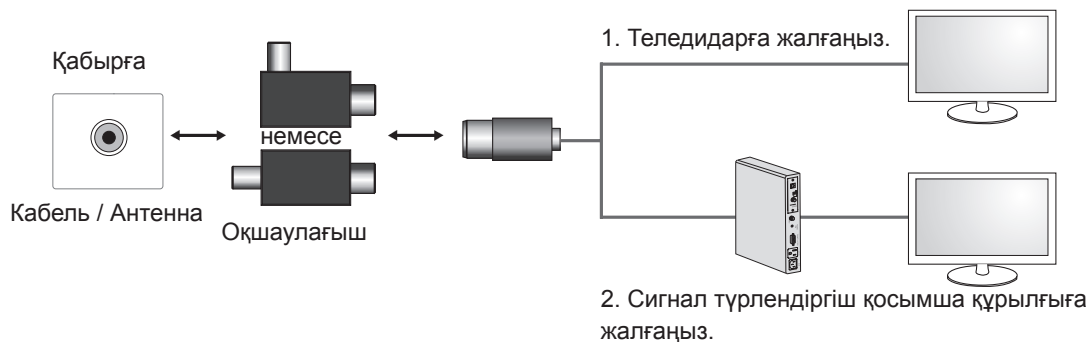 1. Теледидарға жалғаңыз.
Қабырға
немесе
Кабель / Антенна
Оқшаулағыш
2. Сигнал түрлендіргіш қосымша құрылғыға
жалғаңыз.